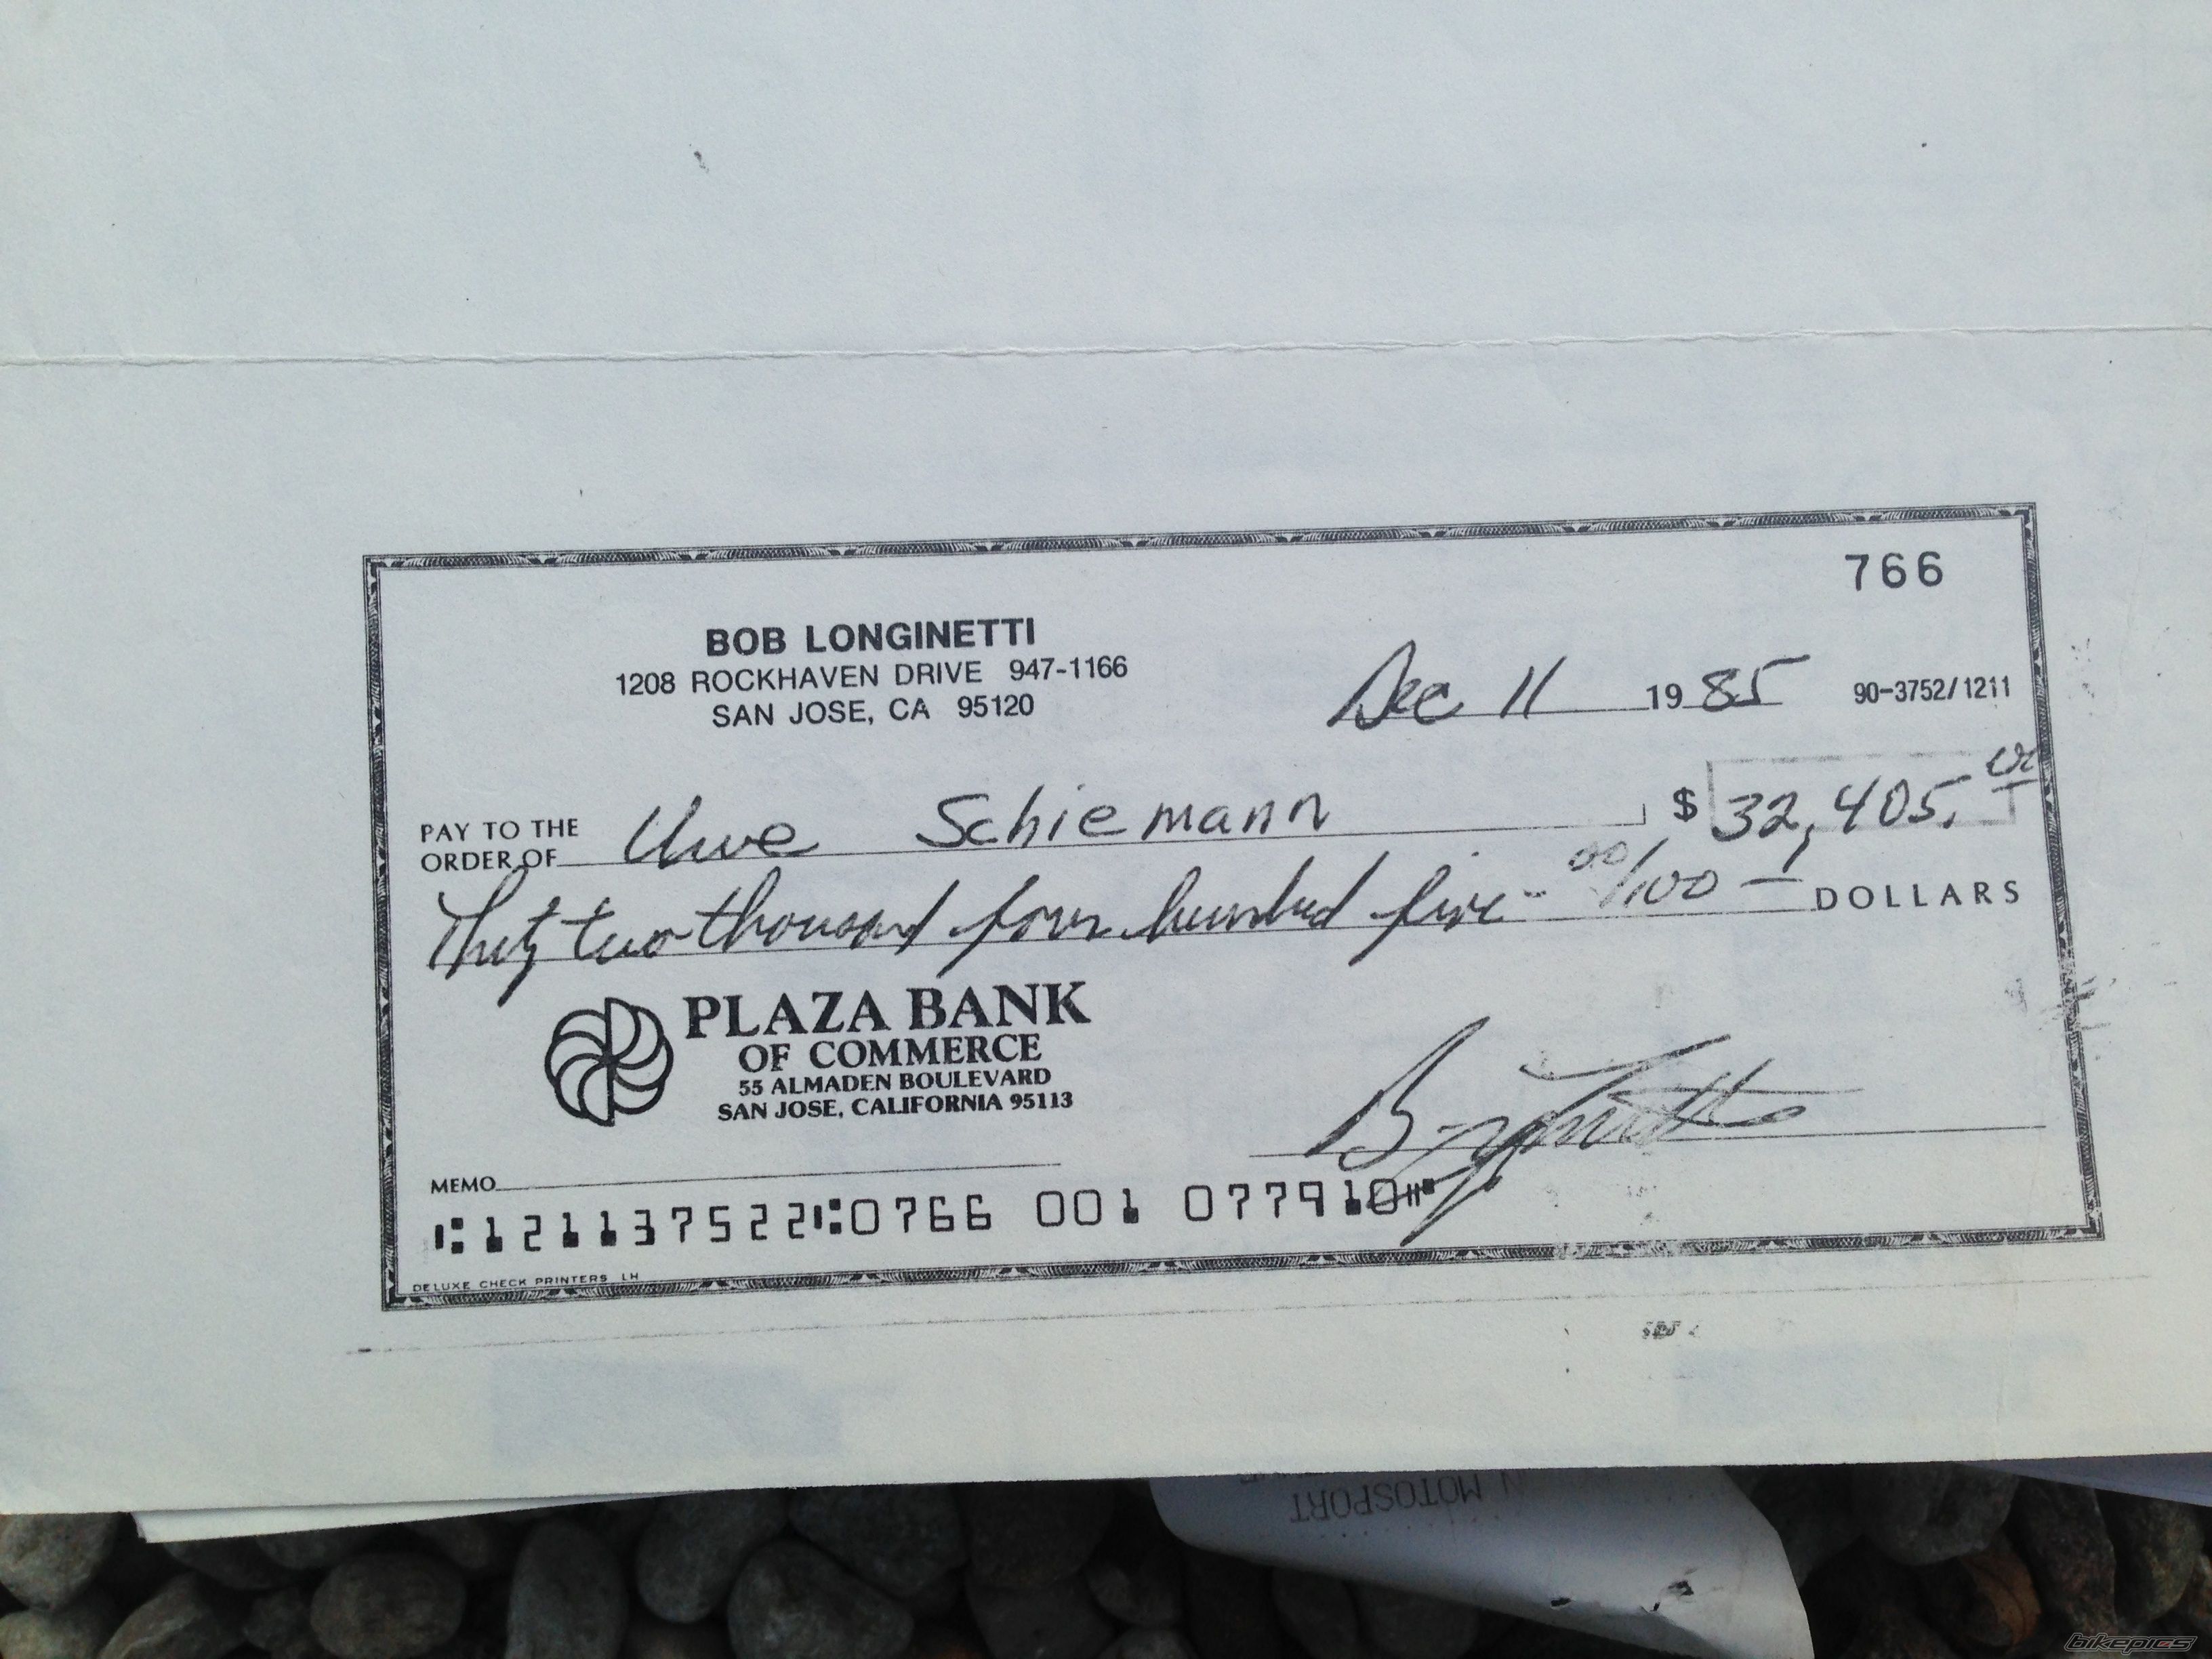 766
BOB LONGINETTI
1208 ROCKHAVEN DRIVE 947-1166
SAN JOSE, CA 95120
Dec 11 19 85 90-3752/1211
PAY TO THE
ORDER OF Uwe Schiemann $ 32,405.00
Thirty two thousand four hundred five - 00/100 — DOLLARS
PLAZA BANK
OF COMMERCE
55 ALMADEN BOULEVARD
SAN JOSE, CALIFORNIA 95113
MEMO
⑆121137522⑆0766 001 077910⑈
DELUXE CHECK PRINTERS LH
MOTOSPORT
bikepics